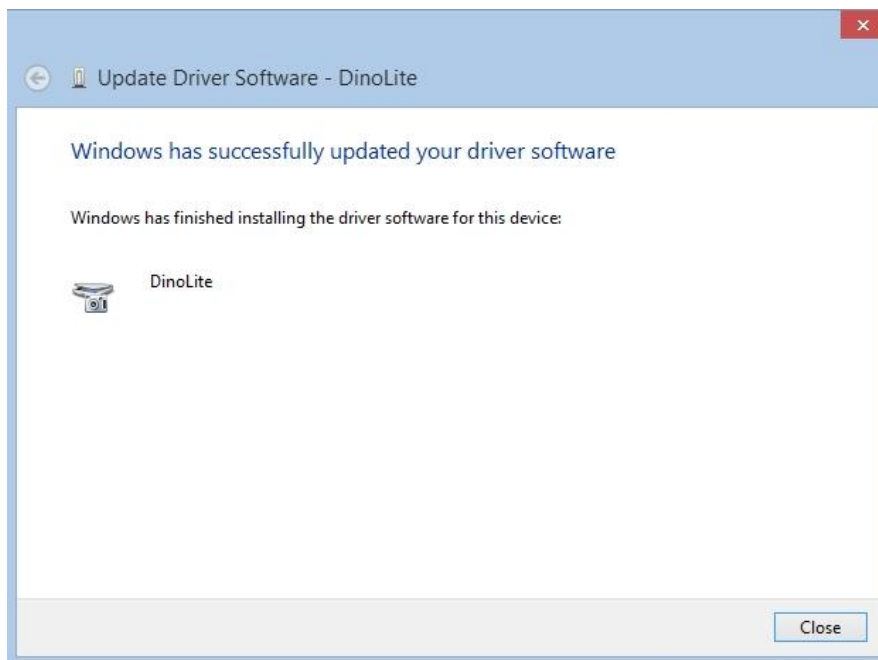 Update Driver Software - DinoLite
Windows has successfully updated your driver software
Windows has finished installing the driver software for this device:
DinoLite
Close